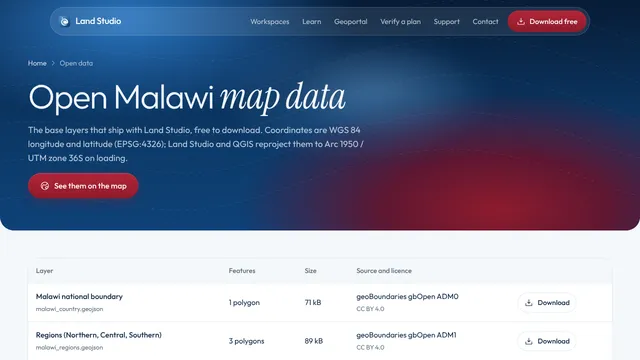 Land Studio
Workspaces Learn Geoportal Verify a plan Support Contact Download free
Home > Open data
Open Malawi map data
The base layers that ship with Land Studio, free to download. Coordinates are WGS 84
longitude and latitude (EPSG:4326); Land Studio and QGIS reproject them to Arc 1950 /
UTM zone 36S on loading.
See them on the map
Layer Features Size Source and licence
Malawi national boundary
malawi_country.geojson
1 polygon
71 kB
geoBoundaries gbOpen ADM0
CC BY 4.0
Download
Regions (Northern, Central, Southern)
malawi_regions.geojson
3 polygons
89 kB
geoBoundaries gbOpen ADM1
CC BY 4.0
Download